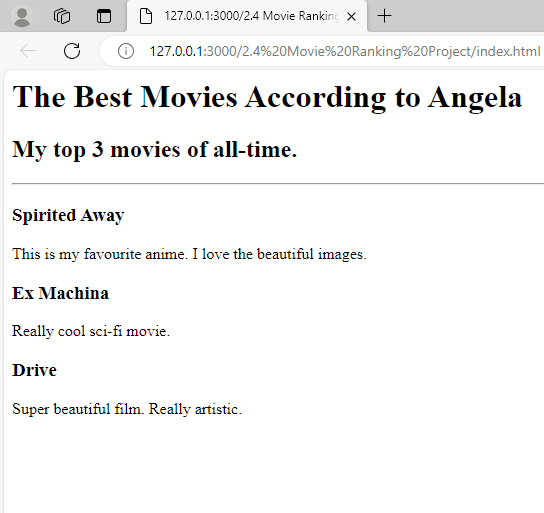 127.0.0.1:3000/2.4 Movie Ranking
127.0.0.1:3000/2.4%20Movie%20Ranking%20Project/index.html
The Best Movies According to Angela
My top 3 movies of all-time.
Spirited Away
This is my favourite anime. I love the beautiful images.
Ex Machina
Really cool sci-fi movie.
Drive
Super beautiful film. Really artistic.